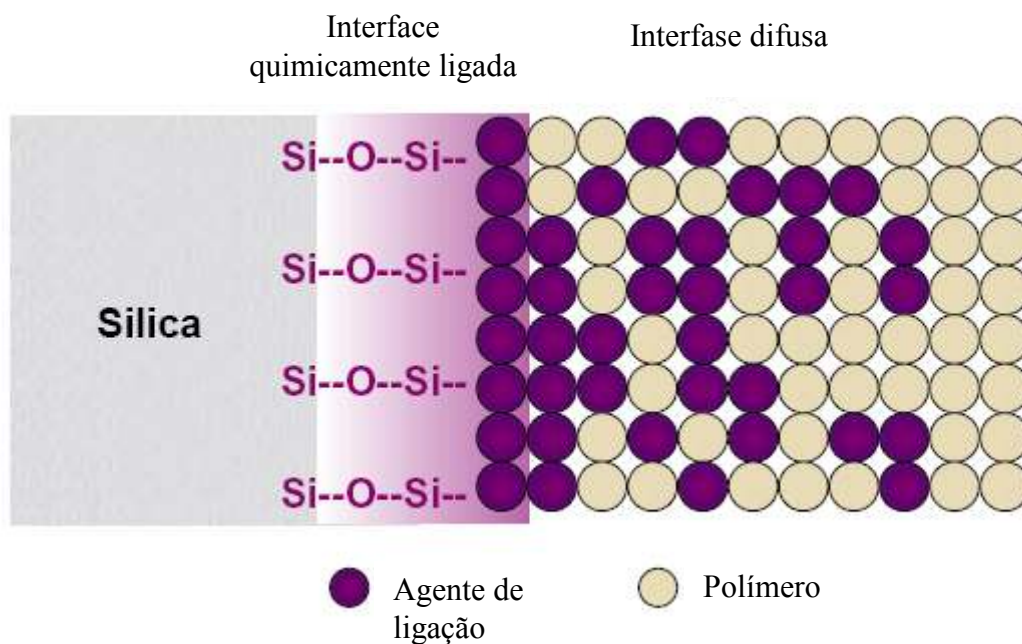 Interface
quimicamente ligada
Interfase difusa
Si--O--Si--
Si--O--Si--
Silica
Si--O--Si--
Si--O--Si--
Agente de
ligação
Polímero